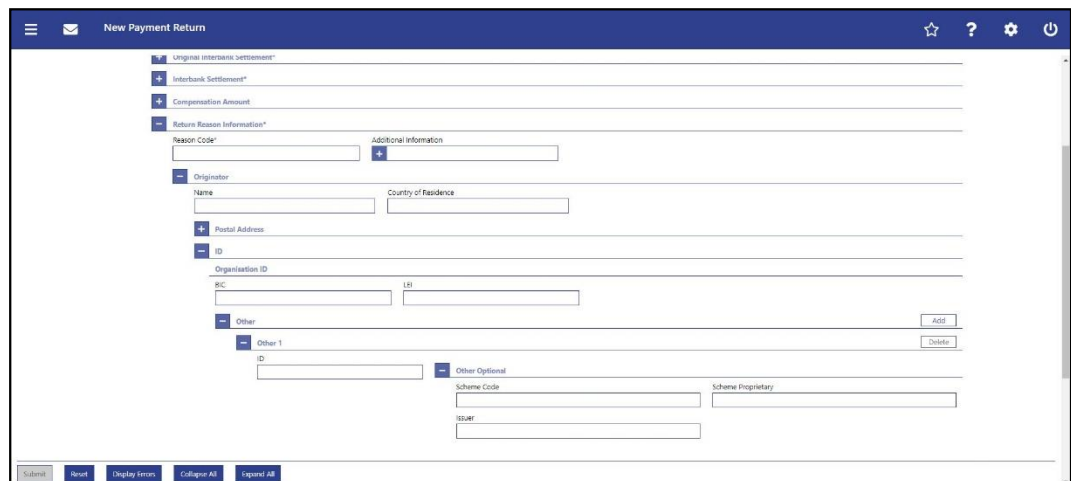 New Payment Return
Original Interbank Settlement*
Interbank Settlement*
Compensation Amount
Return Reason Information*
Reason Code* Additional Information
Originator
Name Country of Residence
Postal Address
ID
Organisation ID
BIC LEI
Other Add
Other 1 Delete
ID Other Optional
Scheme Code Scheme Proprietary
Issuer
Submit Reset Display Errors Collapse All Expand All